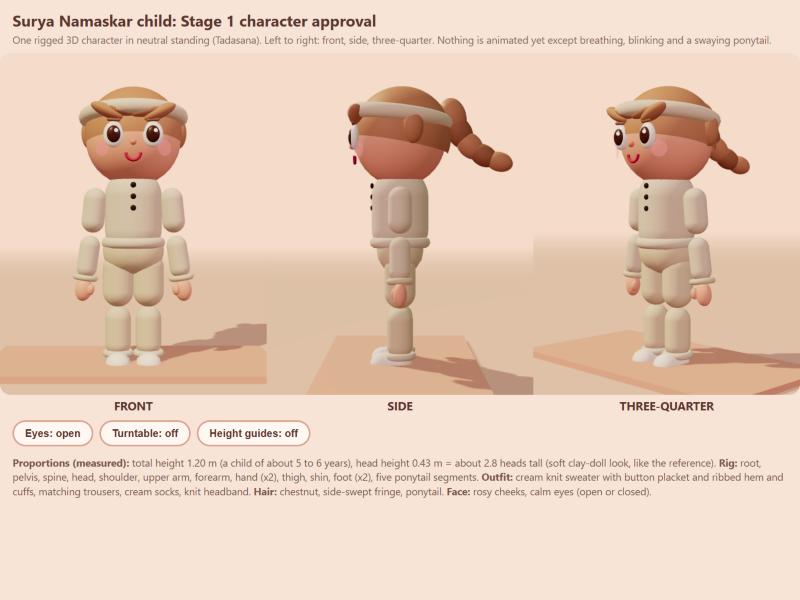 Surya Namaskar child: Stage 1 character approval
One rigged 3D character in neutral standing (Tadasana). Left to right: front, side, three-quarter. Nothing is animated yet except breathing, blinking and a swaying ponytail.
FRONT
SIDE
THREE-QUARTER
Eyes: open
Turntable: off
Height guides: off
Proportions (measured): total height 1.20 m (a child of about 5 to 6 years), head height 0.43 m = about 2.8 heads tall (soft clay-doll look, like the reference). Rig: root,
pelvis, spine, head, shoulder, upper arm, forearm, hand (x2), thigh, shin, foot (x2), five ponytail segments. Outfit: cream knit sweater with button placket and ribbed hem and
cuffs, matching trousers, cream socks, knit headband. Hair: chestnut, side-swept fringe, ponytail. Face: rosy cheeks, calm eyes (open or closed).